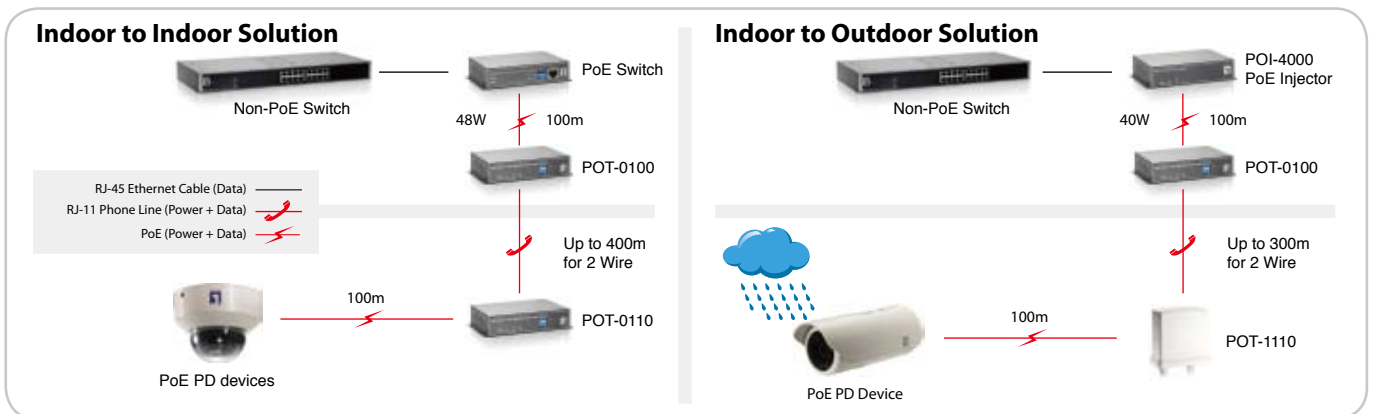 Indoor to Indoor Solution
Non-PoE Switch
PoE Switch
48W
100m
POT-0100
RJ-45 Ethernet Cable (Data)
RJ-11 Phone Line (Power + Data)
PoE (Power + Data)
Up to 400m
for 2 Wire
100m
POT-0110
PoE PD devices
Indoor to Outdoor Solution
Non-PoE Switch
POI-4000
PoE Injector
40W
100m
POT-0100
Up to 300m
for 2 Wire
100m
POT-1110
PoE PD Device